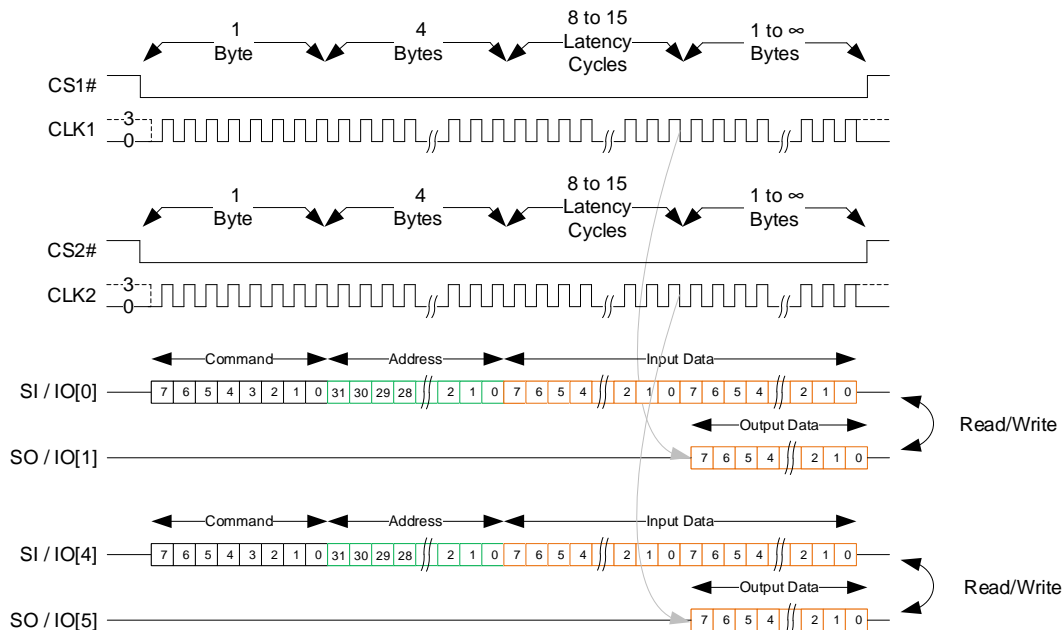 1 Byte
4 Bytes
8 to 15 Latency Cycles
1 to ∞ Bytes
CS1#
CLK1
3
0
1 Byte
4 Bytes
8 to 15 Latency Cycles
1 to ∞ Bytes
CS2#
CLK2
3
0
Command Address Input Data
SI / IO[0] 7 6 5 4 3 2 1 0 31 30 29 28 2 1 0 7 6 5 4 2 1 0 7 6 5 4 2 1 0
Read/Write
Output Data
SO / IO[1] 7 6 5 4 2 1 0
Command Address Input Data
SI / IO[4] 7 6 5 4 3 2 1 0 31 30 29 28 2 1 0 7 6 5 4 2 1 0 7 6 5 4 2 1 0
Read/Write
Output Data
SO / IO[5] 7 6 5 4 2 1 0